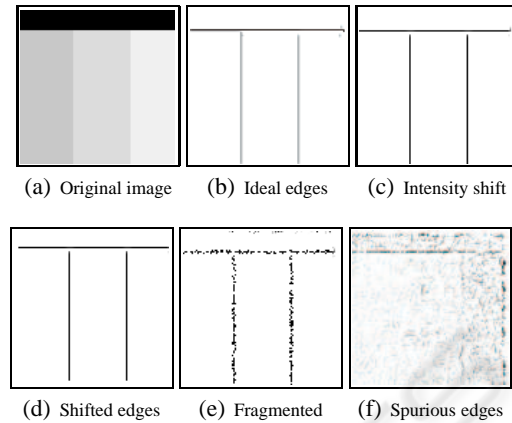 (a) Original image
(b) Ideal edges
(c) Intensity shift
(d) Shifted edges
(e) Fragmented
(f) Spurious edges